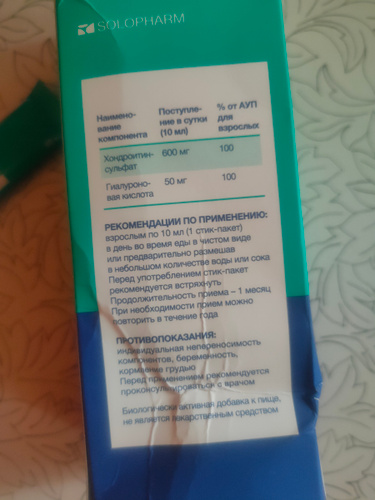 SOLOPHARM
Наимено- Поступле- % от АУП
вание ние в сутки для
компонента (10 мл) взрослых
Хондроитин- 600 мг 100
сульфат
Гиалуроно- 50 мг 100
вая кислота
РЕКОМЕНДАЦИИ ПО ПРИМЕНЕНИЮ:
взрослым по 10 мл (1 стик-пакет)
в день во время еды в чистом виде
или предварительно размешав
в небольшом количестве воды или сока
Перед употреблением стик-пакет
рекомендуется встряхнуть
Продолжительность приема – 1 месяц
При необходимости прием можно
повторить в течение года
ПРОТИВОПОКАЗАНИЯ:
индивидуальная непереносимость
компонентов, беременность,
кормление грудью
Перед применением рекомендуется
проконсультироваться с врачом
Биологически активная добавка к пище,
не является лекарственным средством